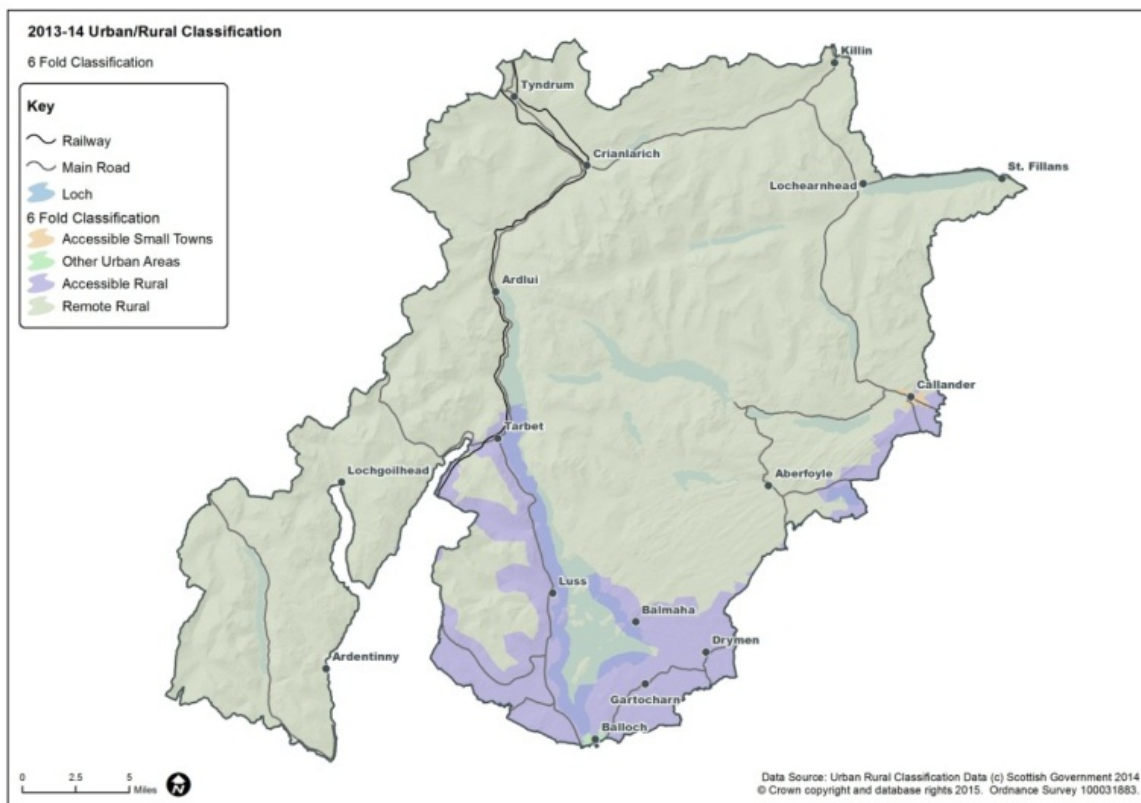 2013-14 Urban/Rural Classification
6 Fold Classification
Key
Railway
Main Road
Loch
6 Fold Classification
Accessible Small Towns
Other Urban Areas
Accessible Rural
Remote Rural
Killin
Tyndrum
Crianlarich
St. Fillans
Lochearnhead
Ardlui
Callander
Tarbet
Lochgoilhead
Aberfoyle
Luss
Balmaha
Drymen
Ardentinny
Gartocharn
Balloch
0 2.5 5
Miles
N
Data Source: Urban Rural Classification Data (c) Scottish Government 2014
© Crown copyright and database rights 2015. Ordnance Survey 100031883.